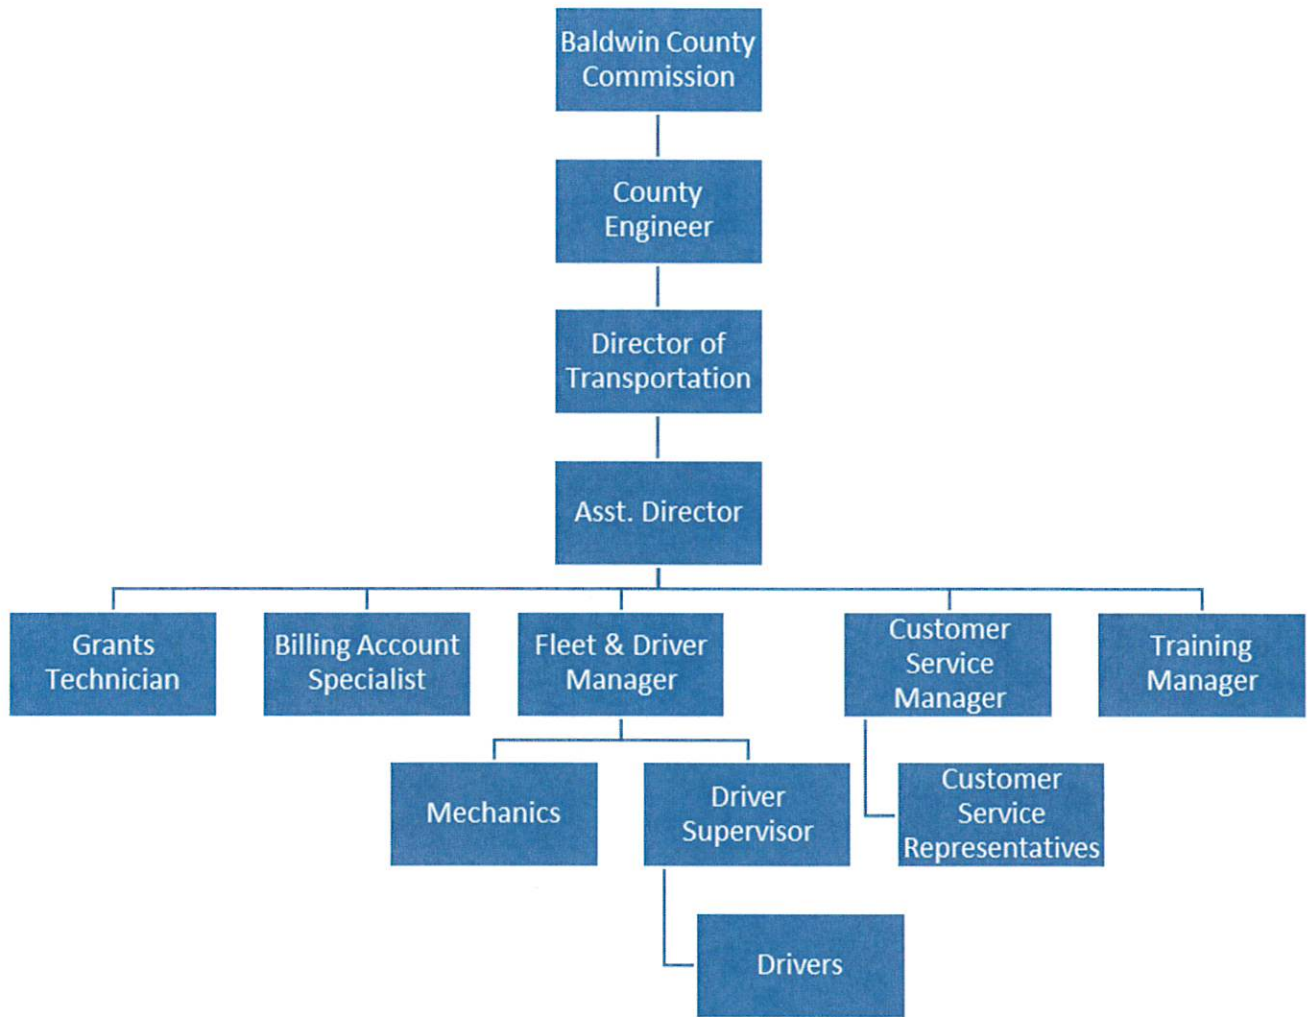 Baldwin County
Commission
County
Engineer
Director of
Transportation
Asst. Director
Grants
Technician
Billing Account
Specialist
Fleet & Driver
Manager
Customer
Service
Manager
Training
Manager
Mechanics
Driver
Supervisor
Customer
Service
Representatives
Drivers